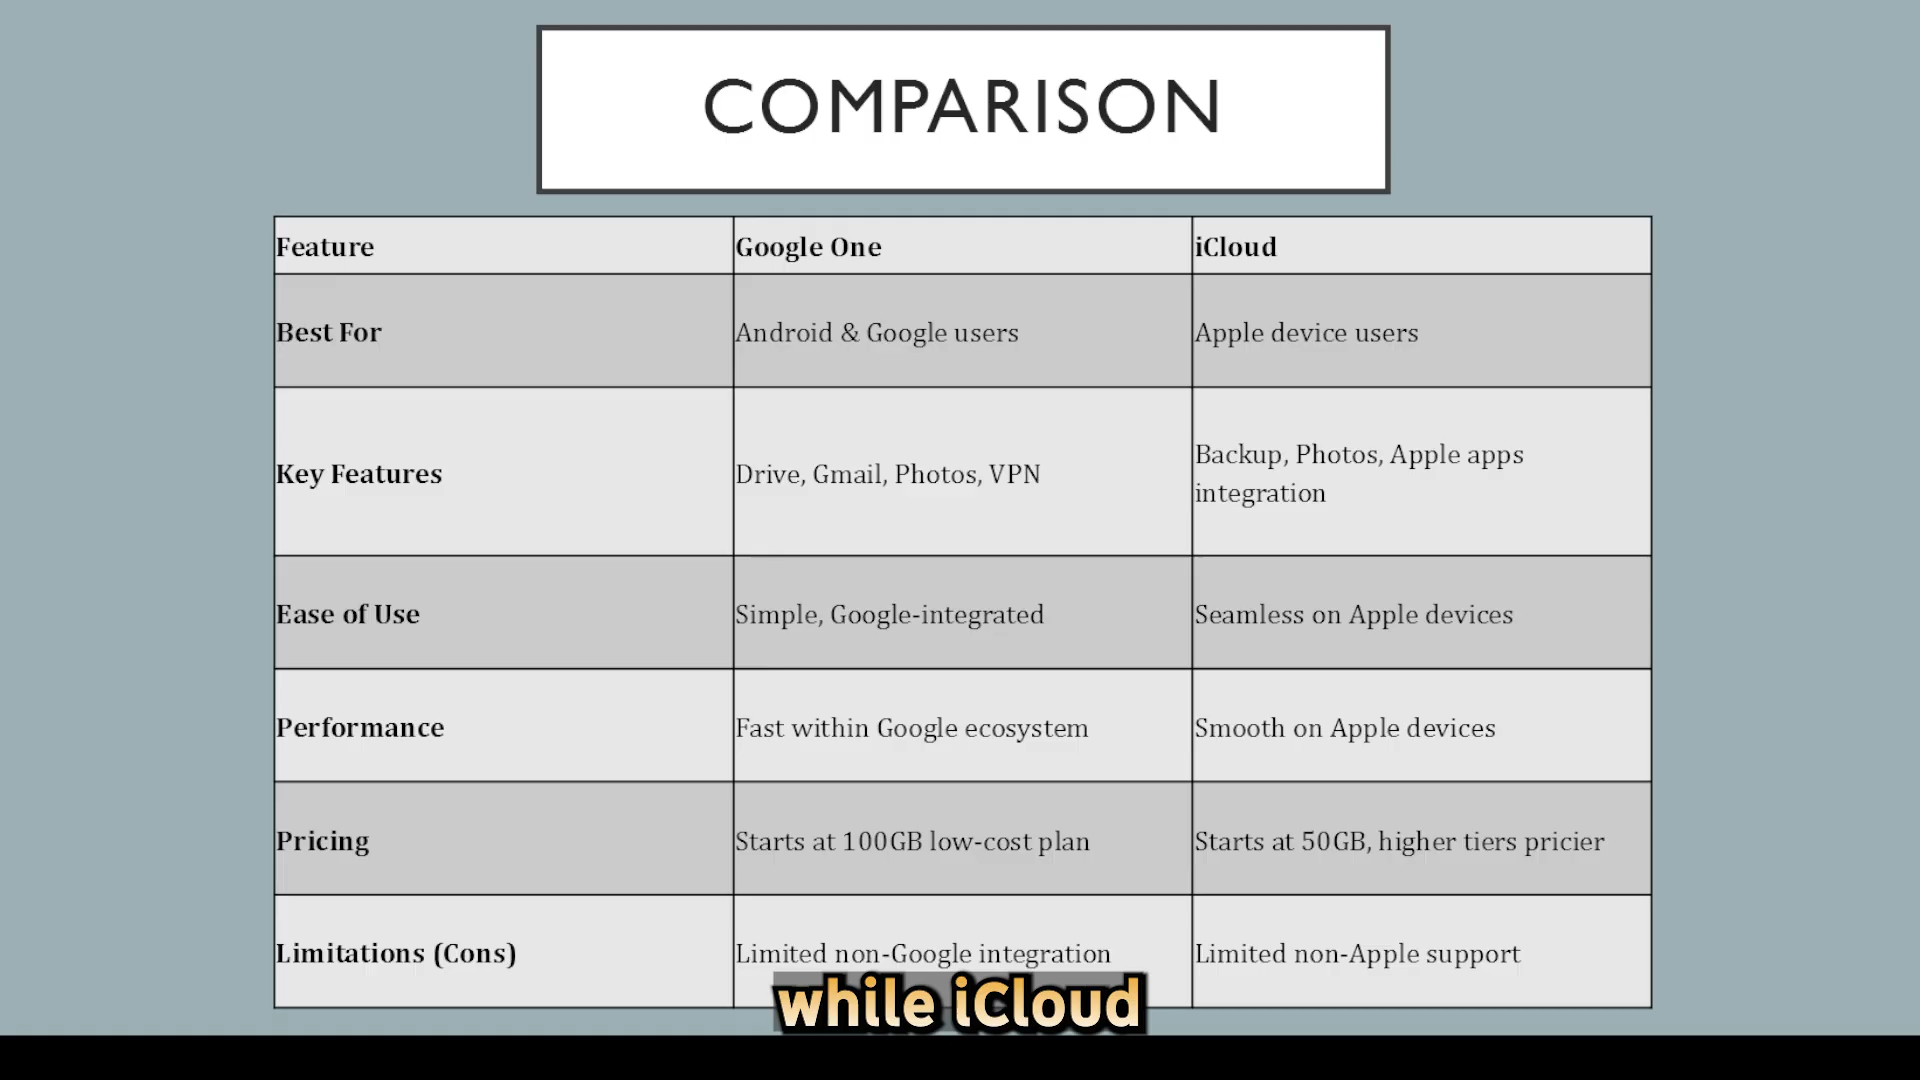 COMPARISON
Feature Google One iCloud
Best For Android & Google users Apple device users
Key Features Drive, Gmail, Photos, VPN Backup, Photos, Apple apps
integration
Ease of Use Simple, Google-integrated Seamless on Apple devices
Performance Fast within Google ecosystem Smooth on Apple devices
Pricing Starts at 100GB low-cost plan Starts at 50GB, higher tiers pricier
Limitations (Cons) Limited non-Google integration Limited non-Apple support
while iCloud